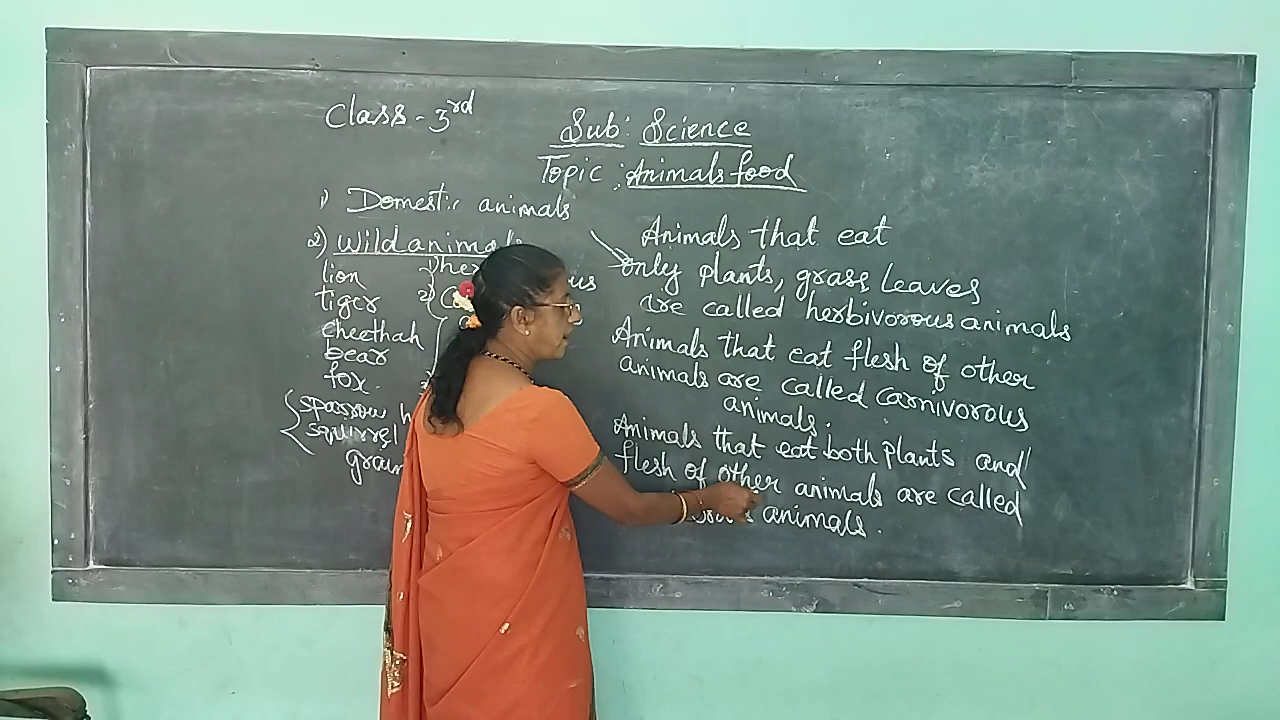 Class - 3rd
Sub: Science
Topic: Animals food
1) Domestic animals
2) Wild animals
lion
tiger
cheethah
bear
fox.
sparrow
squirrel
1)
2)
Animals that eat
only plants, grass leaves
are called herbivorous animals
Animals that eat flesh of other
animals are called carnivorous
animals.
Animals that eat both plants and
flesh of other animals are called
animals.